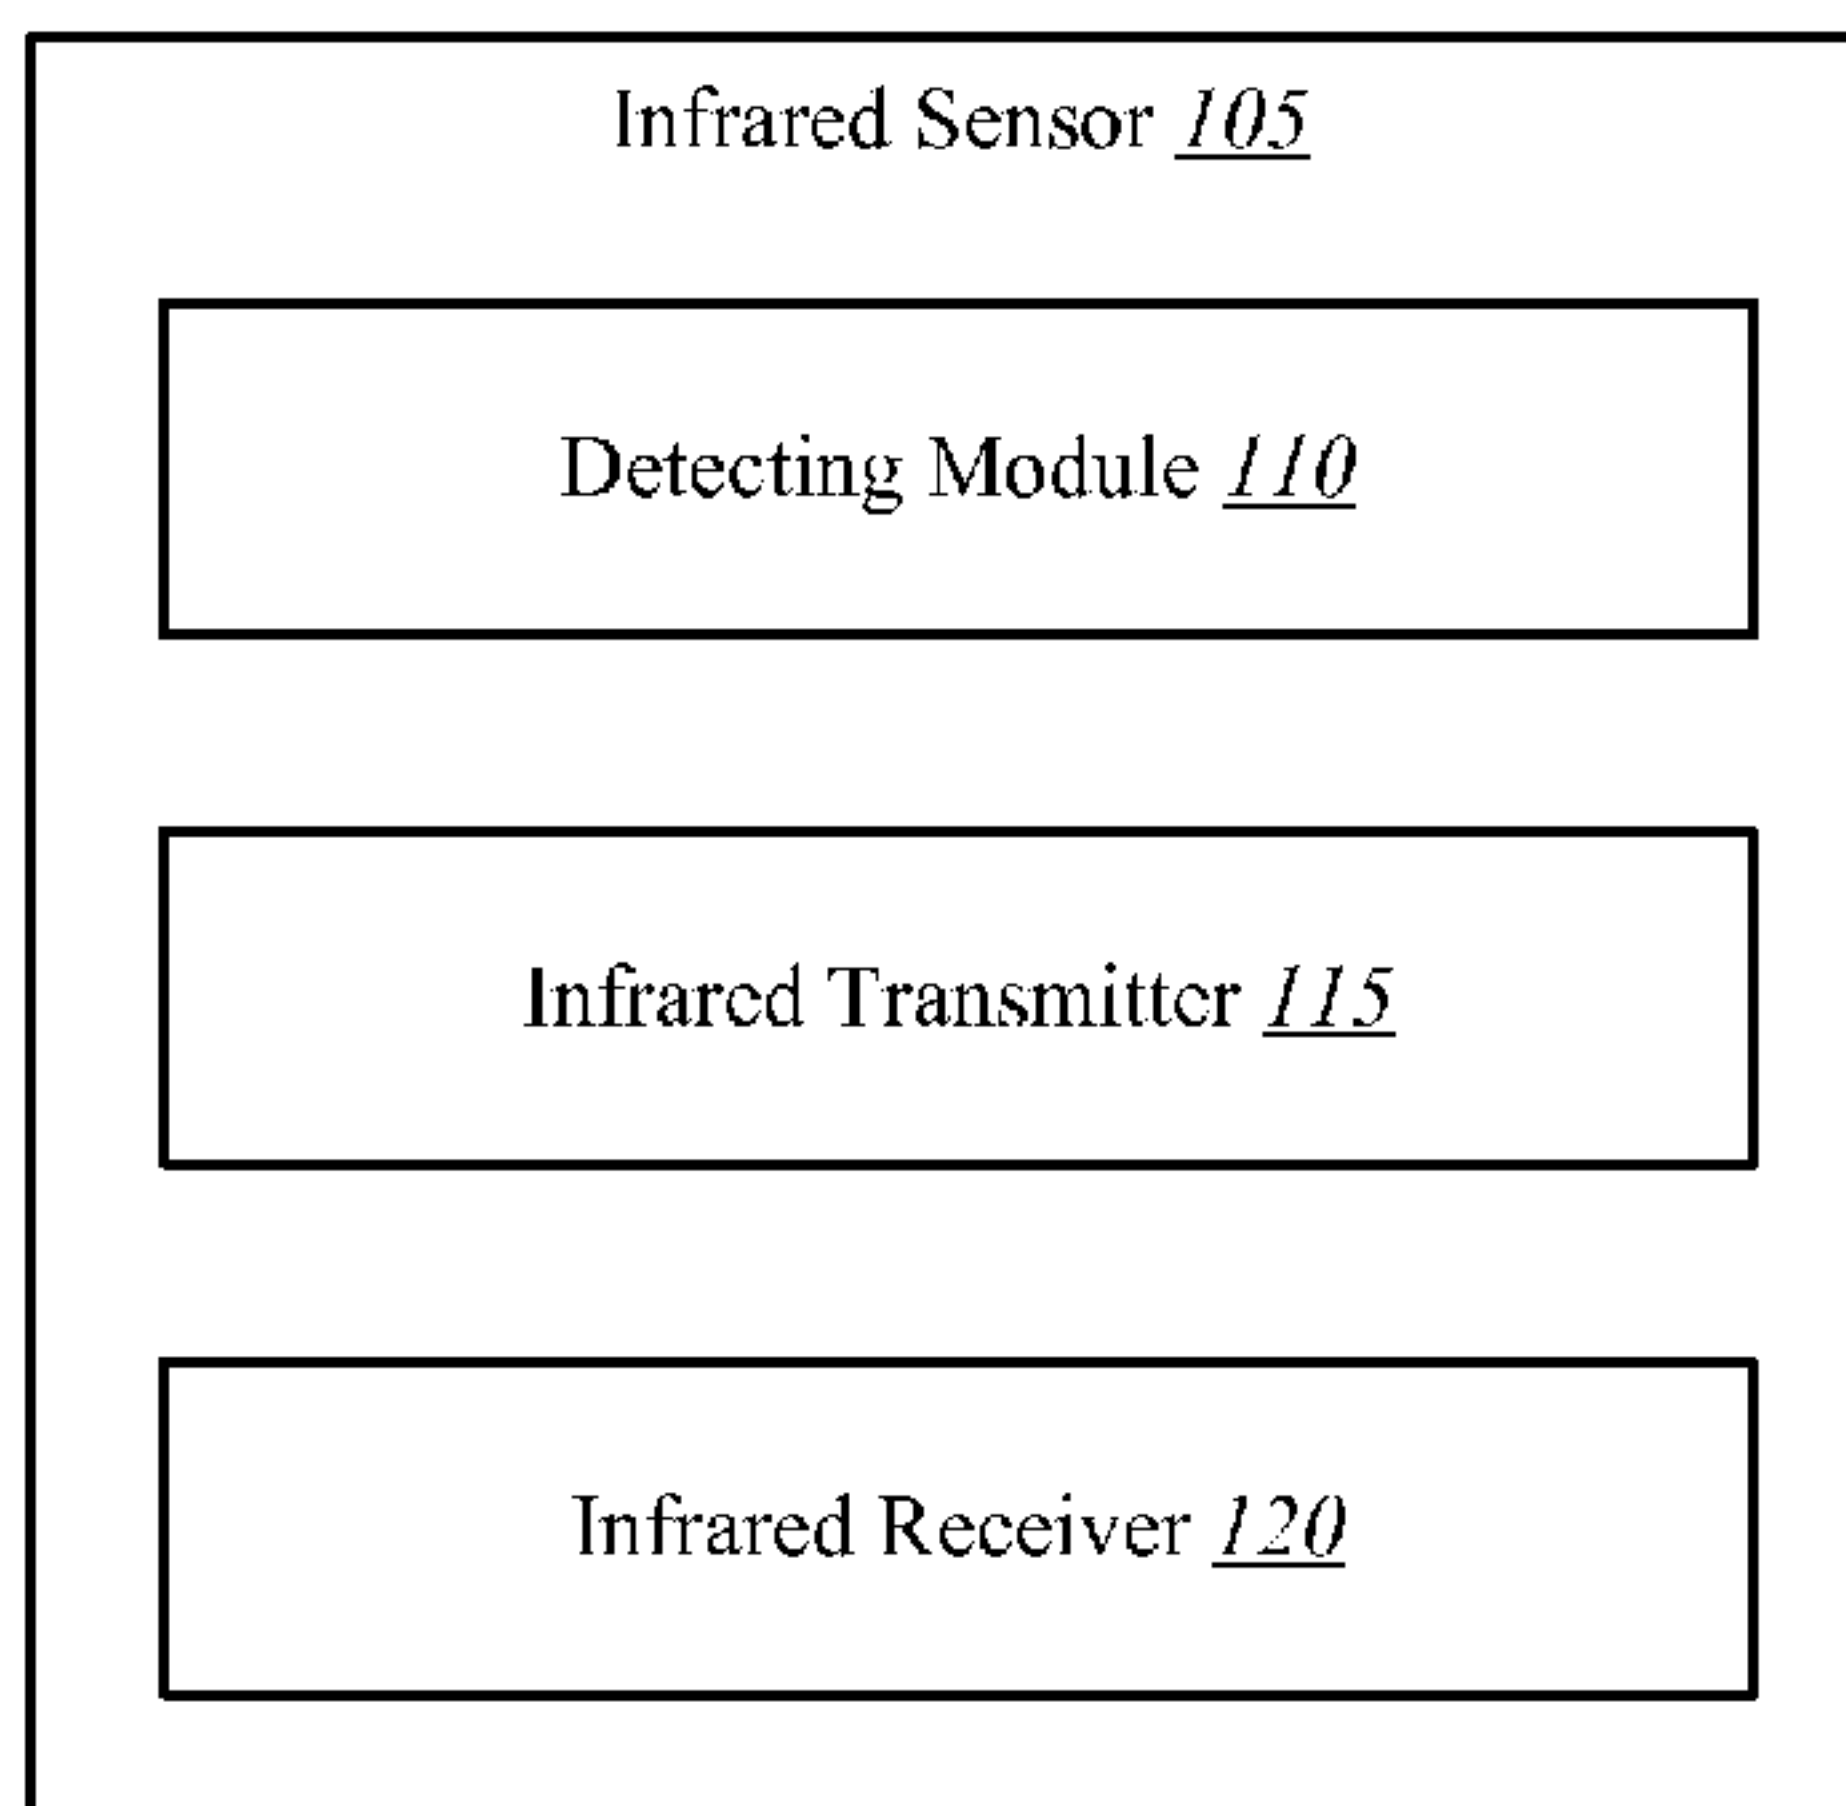 Infrared Sensor 105
Detecting Module 110
Infrared Transmitter 115
Infrared Receiver 120